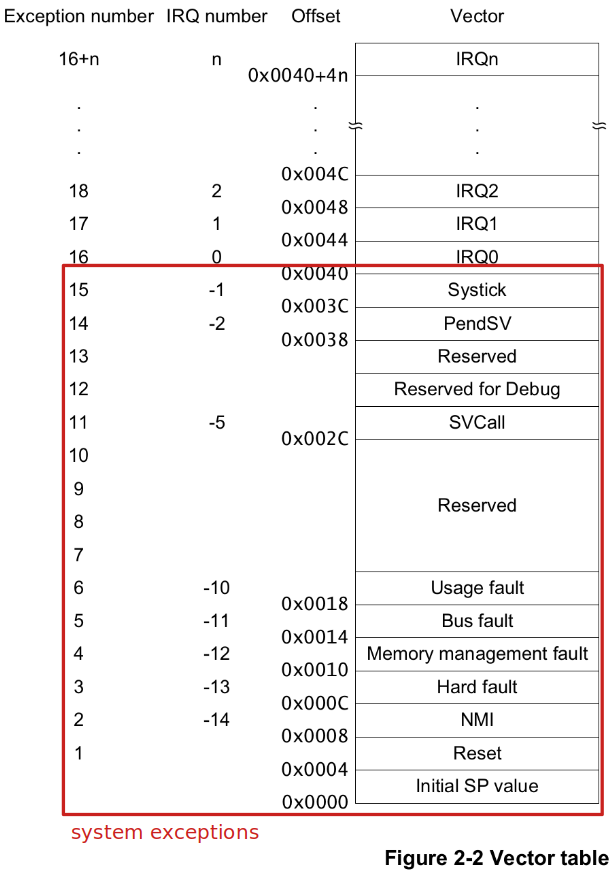 Exception number IRQ number Offset Vector
16+n n IRQn
0x0040+4n
. . .
. . .
. . .
0x004C
18 2 IRQ2
0x0048
17 1 IRQ1
0x0044
16 0 IRQ0
0x0040
15 -1 Systick
0x003C
14 -2 PendSV
0x0038
13 Reserved
12 Reserved for Debug
11 -5 SVCall
0x002C
10
9
Reserved
8
7
6 -10 Usage fault
0x0018
5 -11 Bus fault
0x0014
4 -12 Memory management fault
0x0010
3 -13 Hard fault
0x000C
2 -14 NMI
0x0008
1 Reset
0x0004
Initial SP value
0x0000
system exceptions
Figure 2-2 Vector table